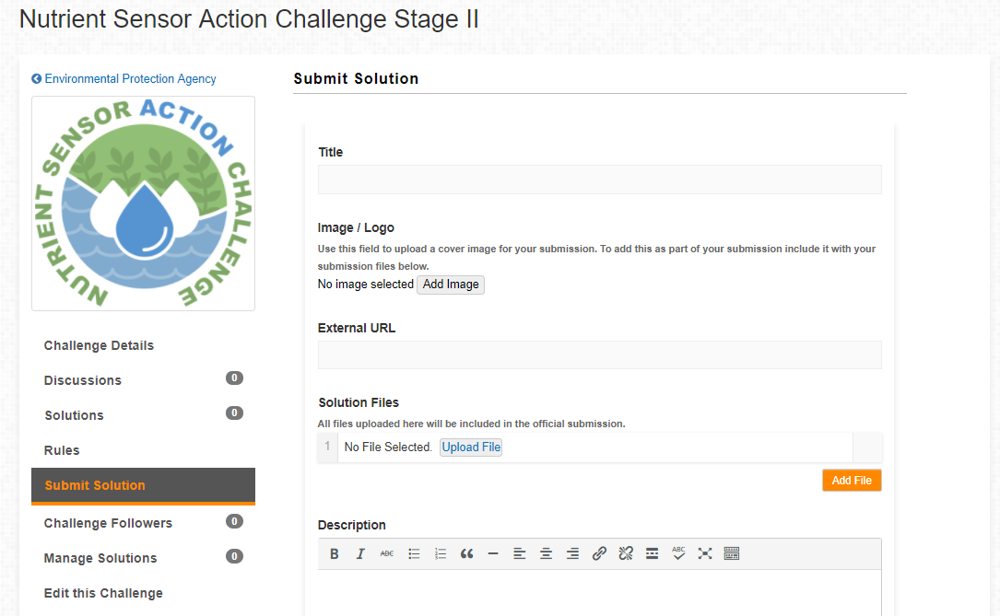 Nutrient Sensor Action Challenge Stage II
Environmental Protection Agency
NUTRIENT SENSOR ACTION CHALLENGE
Challenge Details
Discussions 0
Solutions 0
Rules
Submit Solution
Challenge Followers 0
Manage Solutions 0
Edit this Challenge
Submit Solution
Title
Image / Logo
Use this field to upload a cover image for your submission. To add this as part of your submission include it with your
submission files below.
No image selected Add Image
External URL
Solution Files
All files uploaded here will be included in the official submission.
1 No File Selected. Upload File
Add File
Description
B I ABC ABC